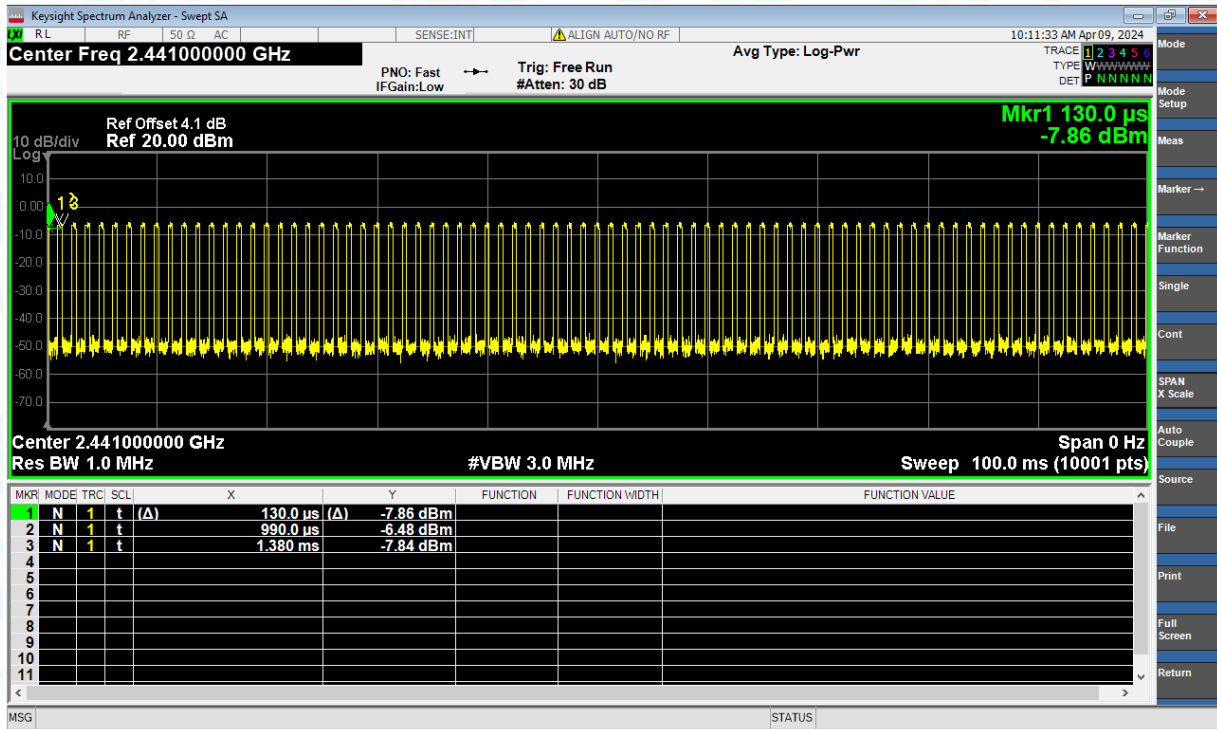 Keysight Spectrum Analyzer - Swept SA
LXI RL RF 50 Ω AC SENSE:INT ALIGN AUTO/NO RF 10:11:33 AM Apr 09, 2024
Center Freq 2.441000000 GHz
PNO: Fast
IFGain:Low
Trig: Free Run
#Atten: 30 dB
Avg Type: Log-Pwr
TRACE 1 2 3 4 5 6
TYPE WWWWWW
DET P N N N N N
Mkr1 130.0 µs
-7.86 dBm
Ref Offset 4.1 dB
10 dB/div Ref 20.00 dBm
Log
10.0
0.00
-10.0
-20.0
-30.0
-40.0
-50.0
-60.0
-70.0
1
Center 2.441000000 GHz Span 0 Hz
Res BW 1.0 MHz #VBW 3.0 MHz Sweep 100.0 ms (10001 pts)
MKR MODE TRC SCL X Y FUNCTION FUNCTION WIDTH FUNCTION VALUE
1 N 1 t (Δ) 130.0 µs (Δ) -7.86 dBm
2 N 1 t 990.0 µs -6.48 dBm
3 N 1 t 1.380 ms -7.84 dBm
4
5
6
7
8
9
10
11
MSG STATUS
Mode
Mode
Setup
Meas
Marker →
Marker
Function
Single
Cont
SPAN
X Scale
Auto
Couple
Source
File
Print
Full
Screen
Return